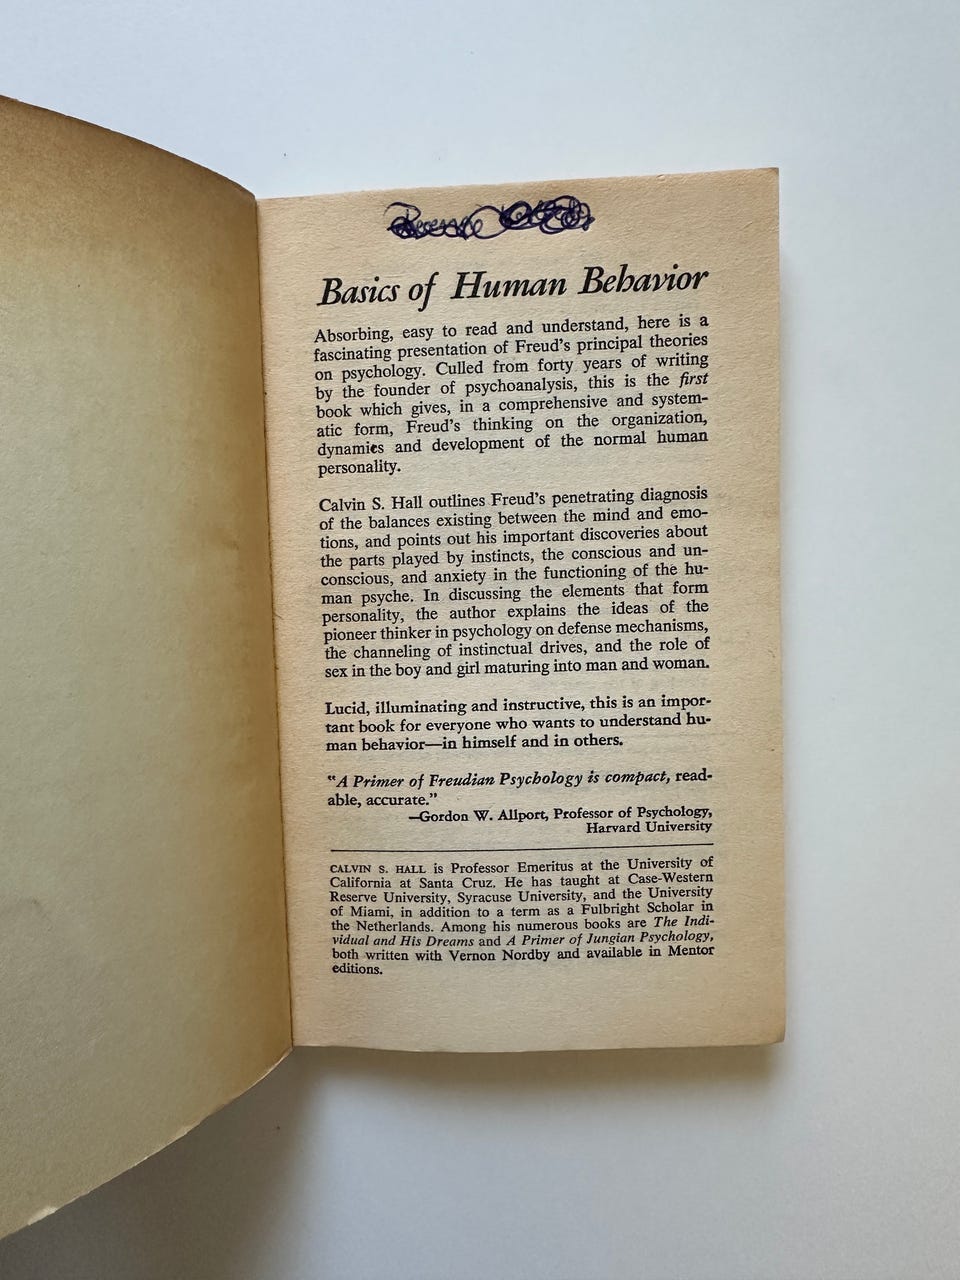 Basics of Human Behavior
Absorbing, easy to read and understand, here is a
fascinating presentation of Freud's principal theories
on psychology. Culled from forty years of writing
by the founder of psychoanalysis, this is the first
book which gives, in a comprehensive and system-
atic form, Freud's thinking on the organization,
dynamics and development of the normal human
personality.
Calvin S. Hall outlines Freud's penetrating diagnosis
of the balances existing between the mind and emo-
tions, and points out his important discoveries about
the parts played by instincts, the conscious and un-
conscious, and anxiety in the functioning of the hu-
man psyche. In discussing the elements that form
personality, the author explains the ideas of the
pioneer thinker in psychology on defense mechanisms,
the channeling of instinctual drives, and the role of
sex in the boy and girl maturing into man and woman.
Lucid, illuminating and instructive, this is an impor-
tant book for everyone who wants to understand hu-
man behavior—in himself and in others.
"A Primer of Freudian Psychology is compact, read-
able, accurate."
—Gordon W. Allport, Professor of Psychology,
Harvard University
CALVIN S. HALL is Professor Emeritus at the University of
California at Santa Cruz. He has taught at Case-Western
Reserve University, Syracuse University, and the University
of Miami, in addition to a term as a Fulbright Scholar in
the Netherlands. Among his numerous books are The Indi-
vidual and His Dreams and A Primer of Jungian Psychology,
both written with Vernon Nordby and available in Mentor
editions.